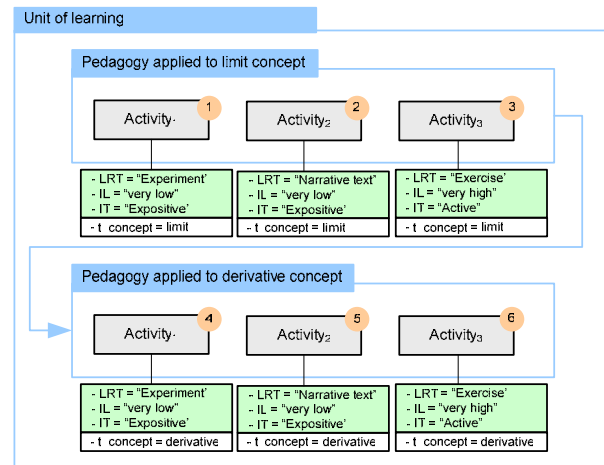 Unit of learning
Pedagogy applied to limit concept
1
2
3
Activity.
Activity₂
Activity₃
- LRT = “Experiment’
- IL = “very low”
- IT = “Expositive’
- t concept = limit
- LRT = “Narrative text”
- IL = “very low”
- IT = “Expositive’
- t concept = limit
- LRT = “Exercise’
- IL = “very high”
- IT = “Active”
- t concept = limit
Pedagogy applied to derivative concept
4
5
6
Activity.
Activity₂
Activity₃
- LRT = “Experiment’
- IL = “very low”
- IT = “Expositive’
- t concept = derivative
- LRT = “Narrative text”
- IL = “very low”
- IT = “Expositive’
- t concept = derivative
- LRT = “Exercise’
- IL = “very high”
- IT = “Active”
- t concept = derivative